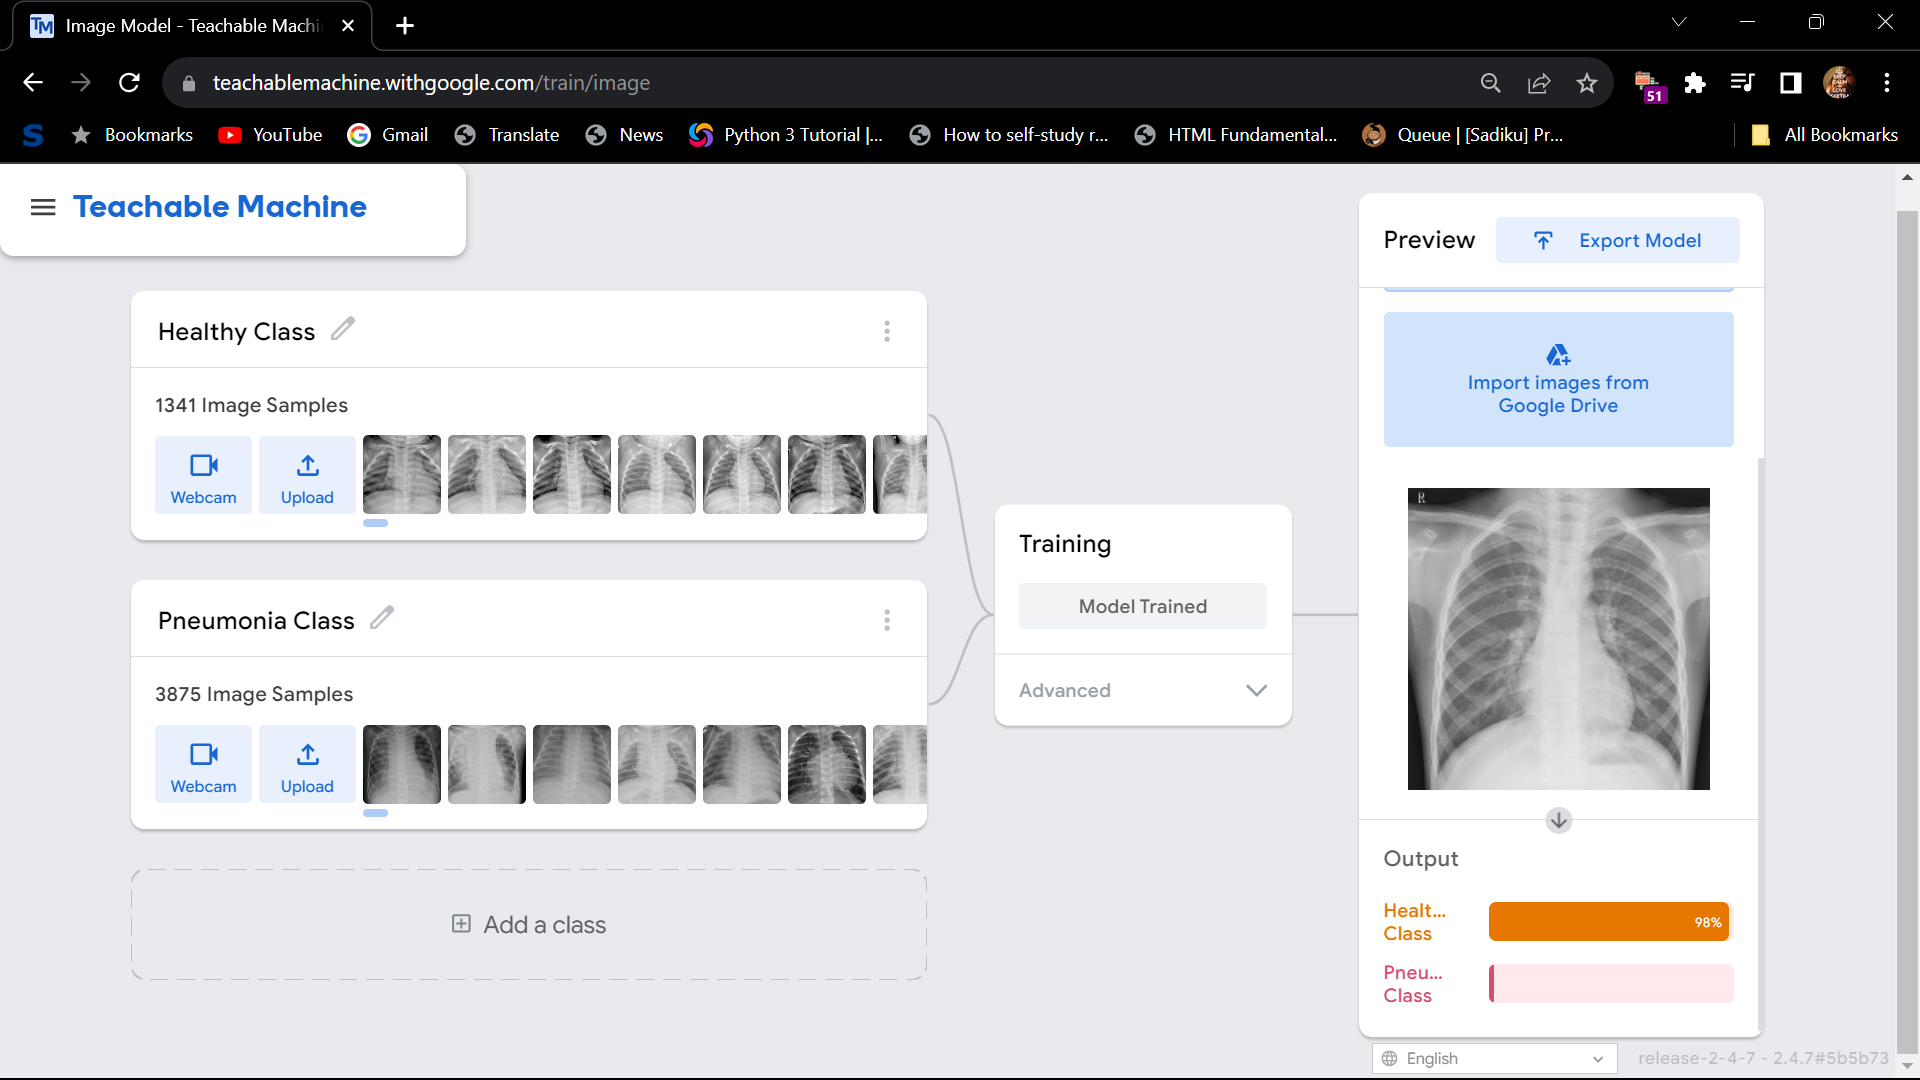 TM Image Model - Teachable Machi
teachablemachine.withgoogle.com/train/image
51
Bookmarks YouTube Gmail Translate News Python 3 Tutorial |... How to self-study r... HTML Fundamental... Queue | [Sadiku] Pr... All Bookmarks
Teachable Machine
Healthy Class
1341 Image Samples
Webcam Upload
Pneumonia Class
3875 Image Samples
Webcam Upload
Add a class
Training
Model Trained
Advanced
Preview Export Model
Import images from
Google Drive
R
Output
Healt...
Class
98%
Pneu...
Class
English
release-2-4-7 - 2.4.7#5b5b73